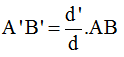 A'B' = d'/d .AB